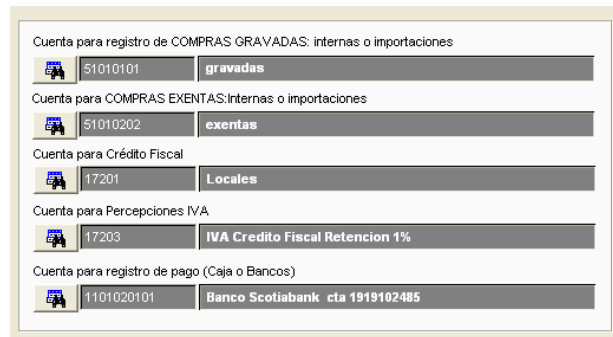 Cuenta para registro de COMPRAS GRAVADAS: internas o importaciones
51010101 gravadas
Cuenta para COMPRAS EXENTAS:Internas o importaciones
51010202 exentas
Cuenta para Crédito Fiscal
17201 Locales
Cuenta para Percepciones IVA
17203 IVA Credito Fiscal Retencion 1%
Cuenta para registro de pago (Caja o Bancos)
1101020101 Banco Scotiabank cta 1919102485